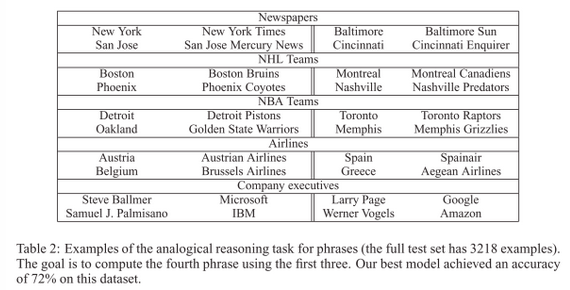 Newspapers
New York New York Times Baltimore Baltimore Sun
San Jose San Jose Mercury News Cincinnati Cincinnati Enquirer
NHL Teams
Boston Boston Bruins Montreal Montreal Canadiens
Phoenix Phoenix Coyotes Nashville Nashville Predators
NBA Teams
Detroit Detroit Pistons Toronto Toronto Raptors
Oakland Golden State Warriors Memphis Memphis Grizzlies
Airlines
Austria Austrian Airlines Spain Spainair
Belgium Brussels Airlines Greece Aegean Airlines
Company executives
Steve Ballmer Microsoft Larry Page Google
Samuel J. Palmisano IBM Werner Vogels Amazon
Table 2: Examples of the analogical reasoning task for phrases (the full test set has 3218 examples).
The goal is to compute the fourth phrase using the first three. Our best model achieved an accuracy
of 72% on this dataset.